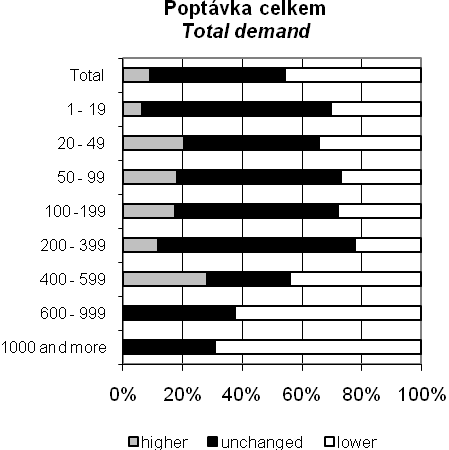 Poptávka celkem
Total demand
Total
1 - 19
20 - 49
50 - 99
100 - 199
200 - 399
400 - 599
600 - 999
1000 and more
0% 20% 40% 60% 80% 100%
higher unchanged lower